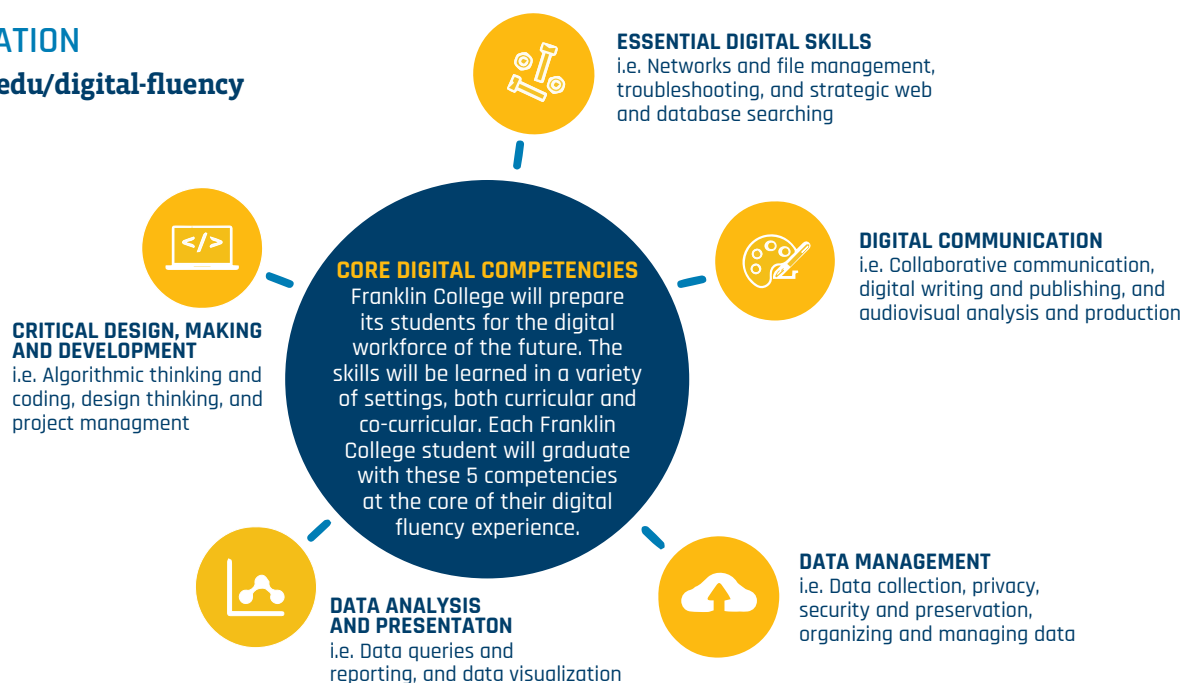 ATION
edu/digital-fluency
ESSENTIAL DIGITAL SKILLS
i.e. Networks and file management,
troubleshooting, and strategic web
and database searching
</>
DIGITAL COMMUNICATION
i.e. Collaborative communication,
digital writing and publishing, and
audiovisual analysis and production
CORE DIGITAL COMPETENCIES
Franklin College will prepare
its students for the digital
workforce of the future. The
skills will be learned in a variety
of settings, both curricular and
co-curricular. Each Franklin
College student will graduate
with these 5 competencies
at the core of their digital
fluency experience.
CRITICAL DESIGN, MAKING
AND DEVELOPMENT
i.e. Algorithmic thinking and
coding, design thinking, and
project managment
DATA MANAGEMENT
i.e. Data collection, privacy,
security and preservation,
organizing and managing data
DATA ANALYSIS
AND PRESENTATON
i.e. Data queries and
reporting, and data visualization